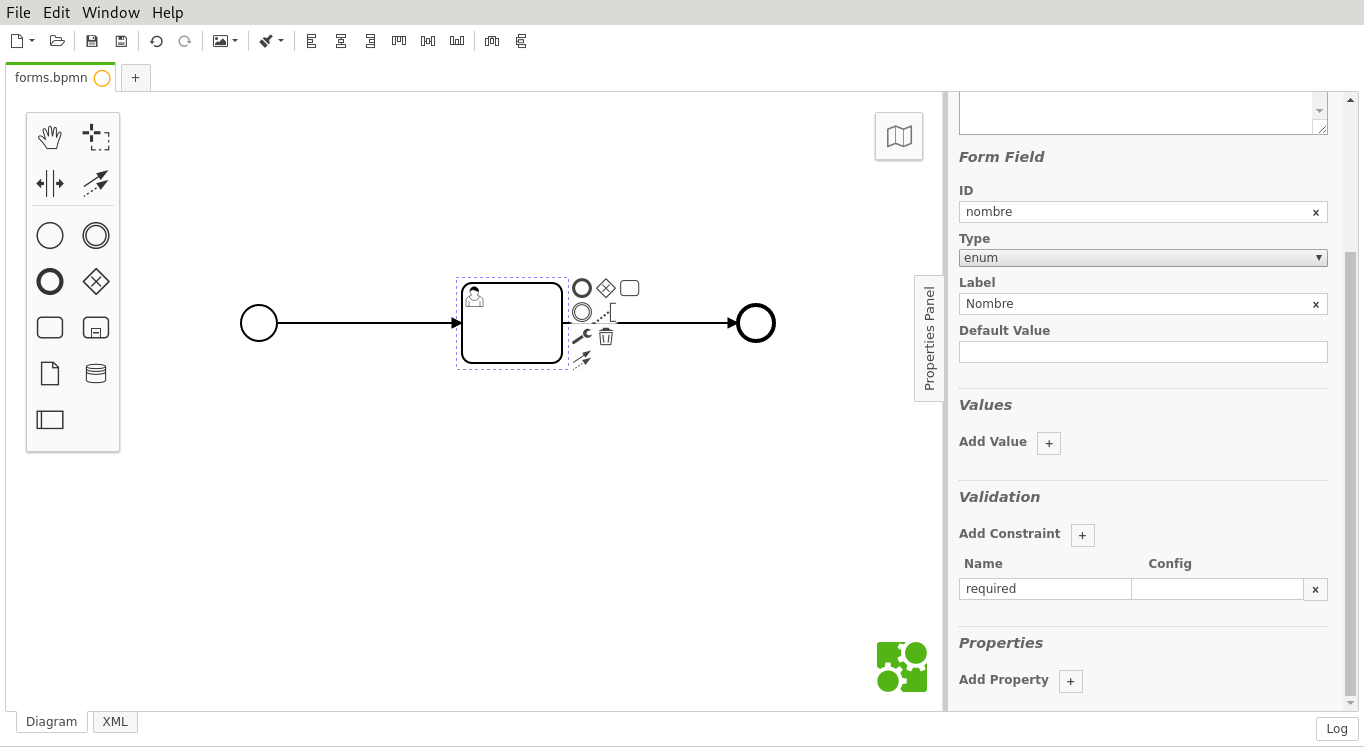 File Edit Window Help
forms.bpmn +
Properties Panel
Form Field
ID
nombre ×
Type
enum
Label
Nombre ×
Default Value
Values
Add Value +
Validation
Add Constraint +
Name Config
required ×
Properties
Add Property +
Diagram XML
Log